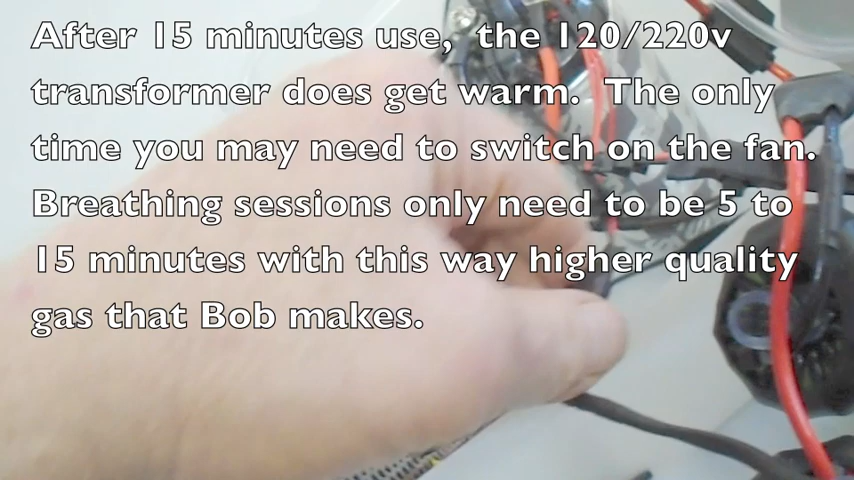 After 15 minutes use, the 120/220v
transformer does get warm. The only
time you may need to switch on the fan.
Breathing sessions only need to be 5 to
15 minutes with this way higher quality
gas that Bob makes.